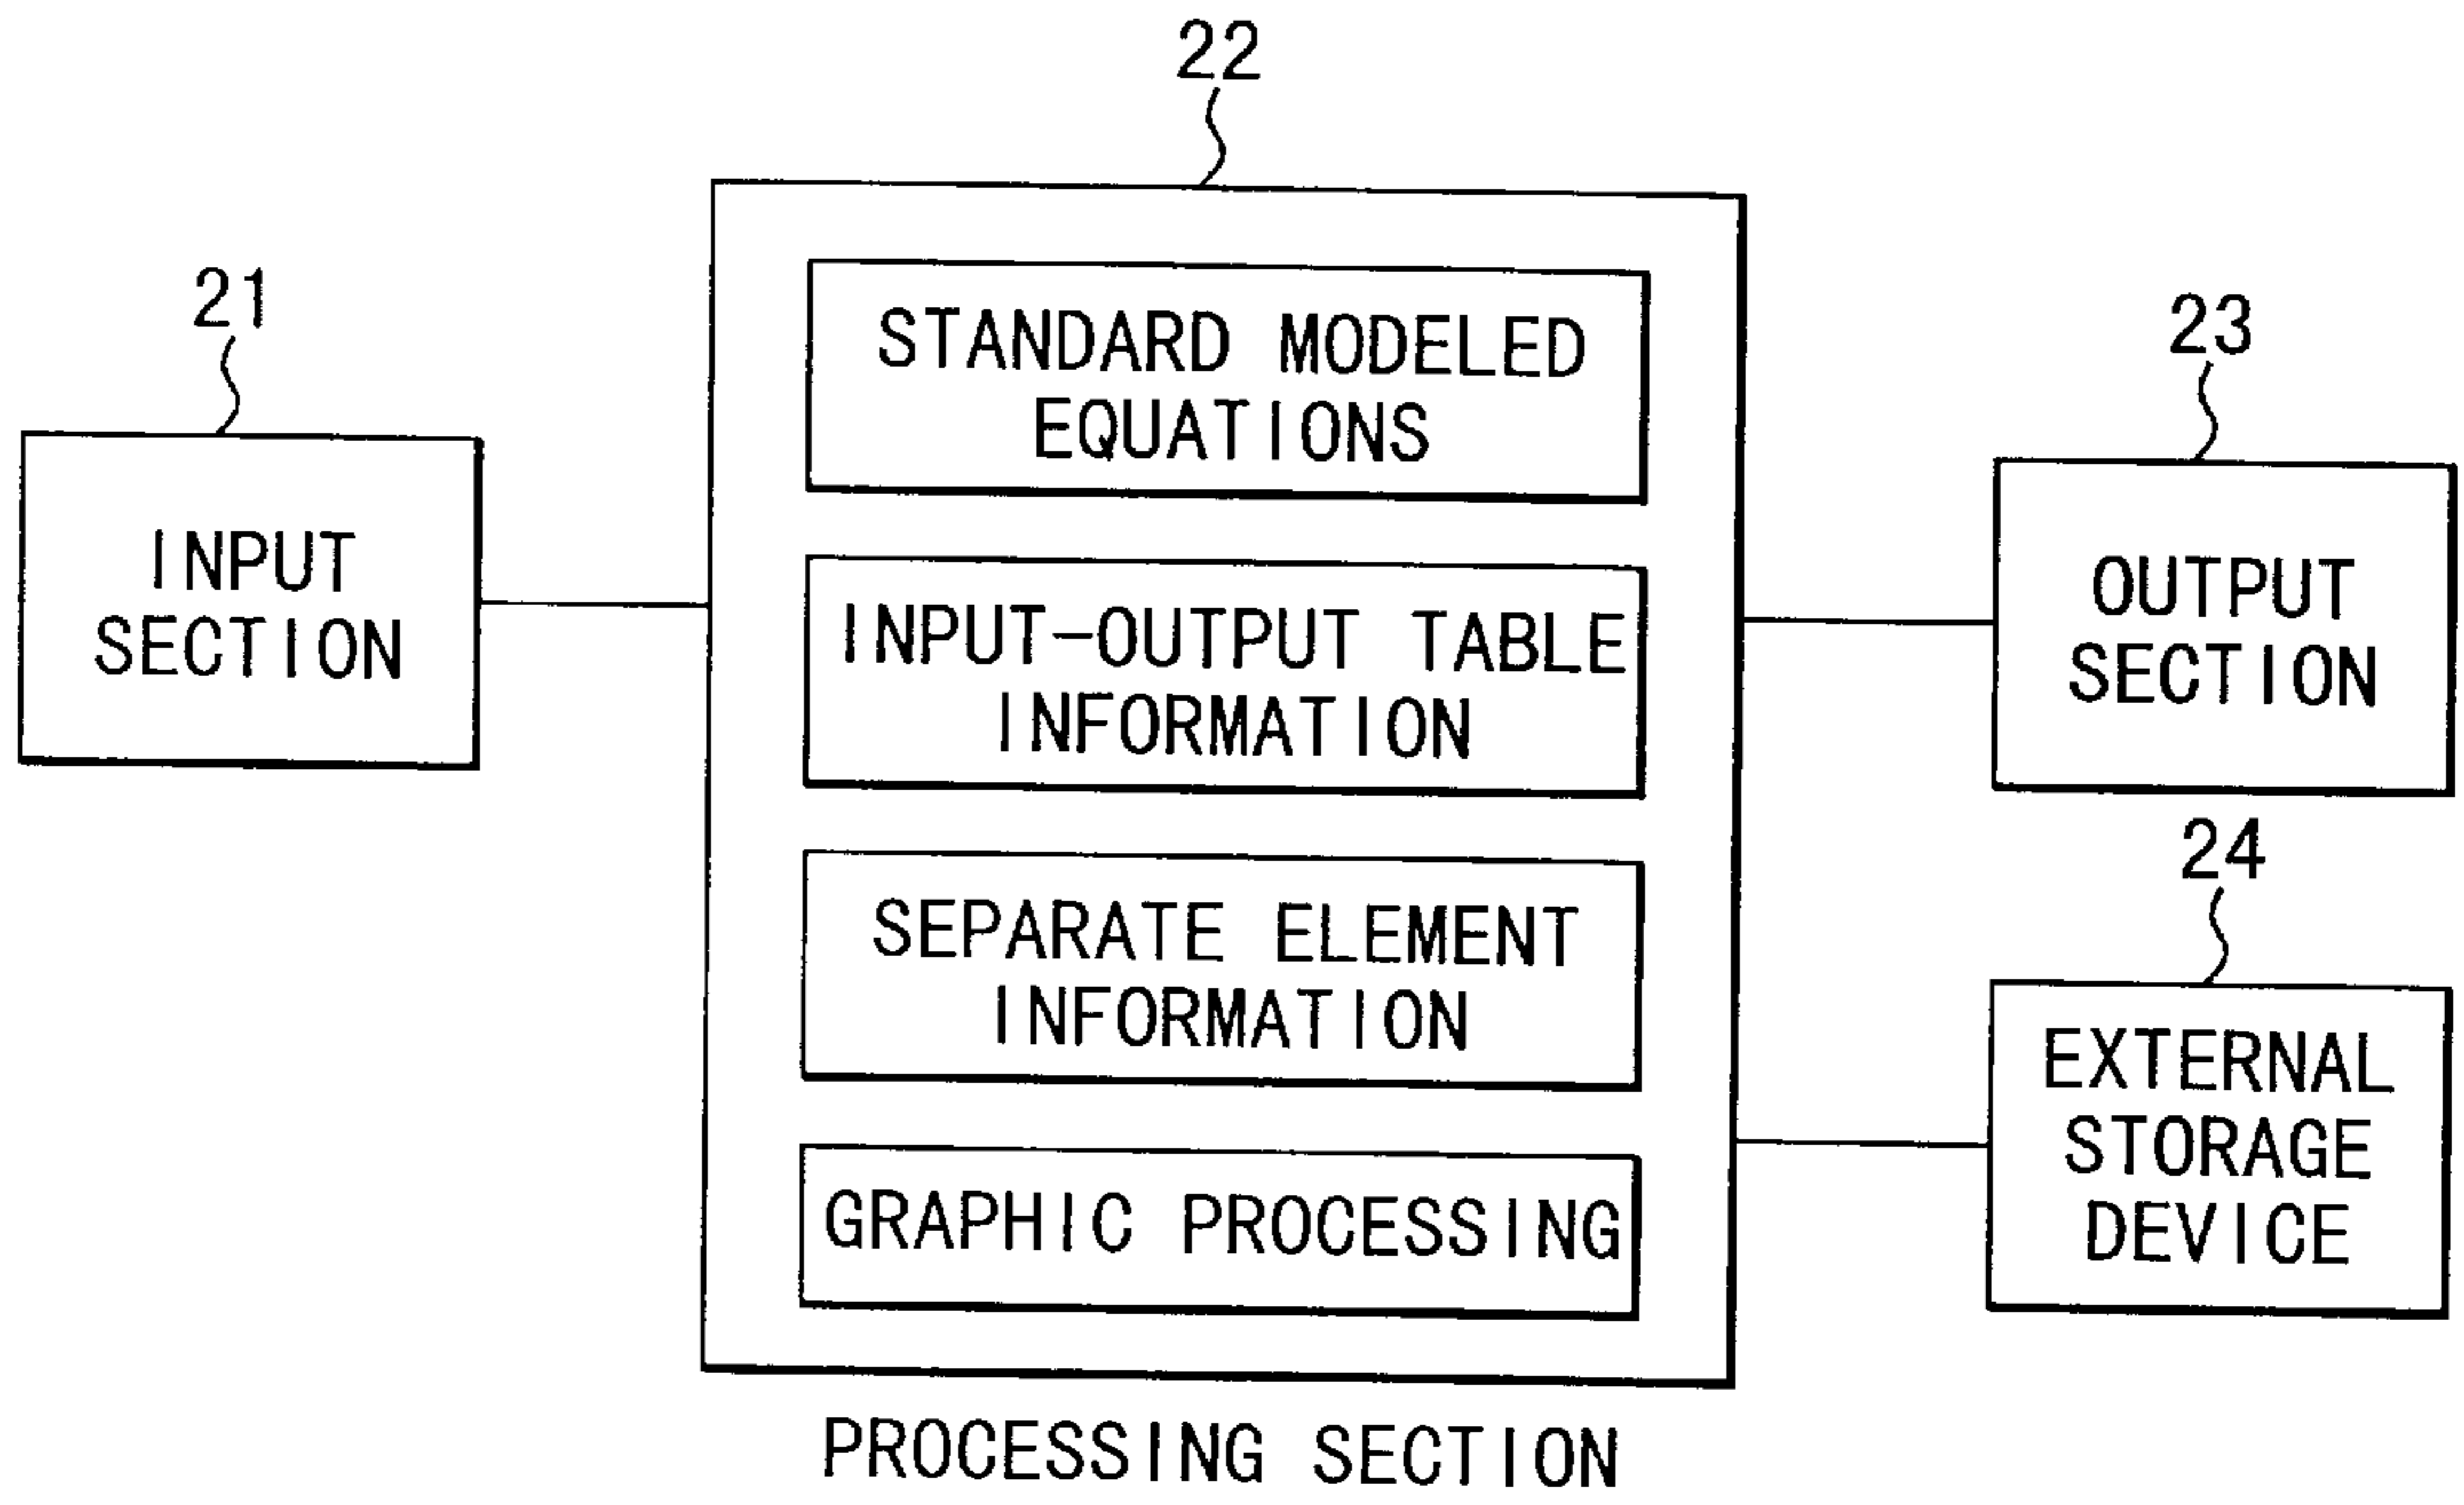 22
21
STANDARD MODELED
EQUATIONS
23
INPUT
SECTION
INPUT-OUTPUT TABLE
INFORMATION
OUTPUT
SECTION
24
SEPARATE ELEMENT
INFORMATION
EXTERNAL
STORAGE
DEVICE
GRAPHIC PROCESSING
PROCESSING SECTION